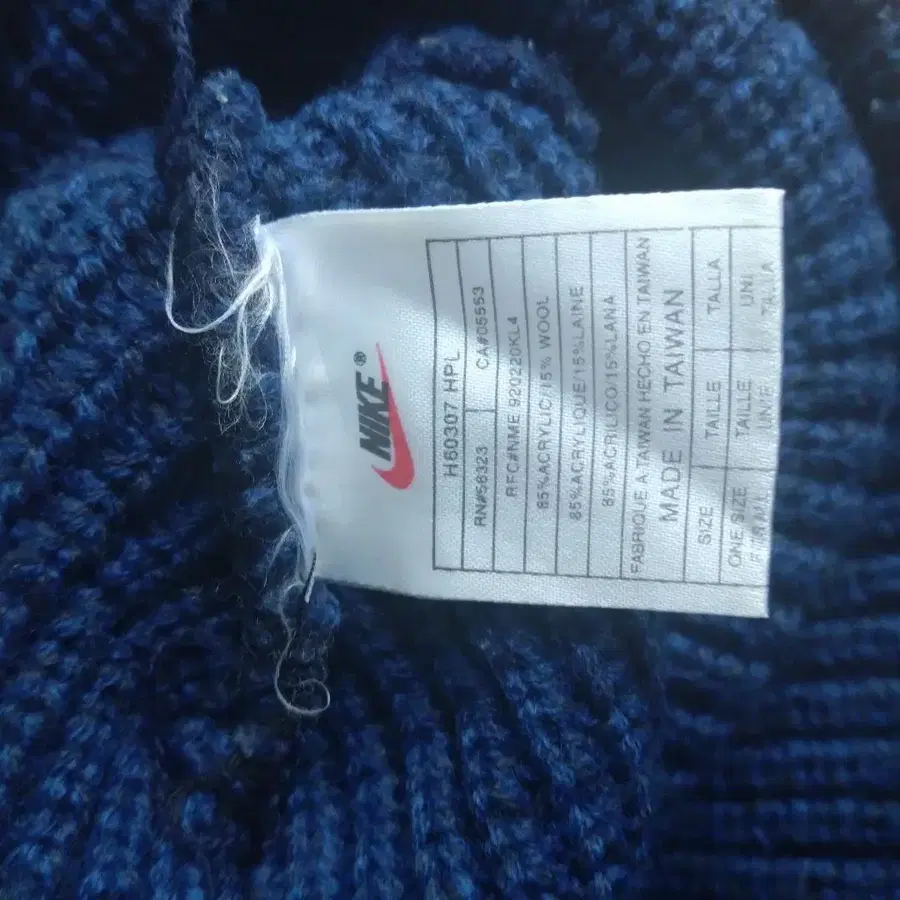 NIKE®
H60307 HPL
RN#56323 CA#05553
RFC#NME 920220KL4
85%ACRYLIC/15% WOOL
85%ACRYLIQUE/15%LAINE
85%ACRILICO/15%LANA
FABRIQUE A TAIWAN HECHO EN TAIWAN
MADE IN TAIWAN
SIZE TAILLE TALLA
ONE SIZE TAILLE UNI